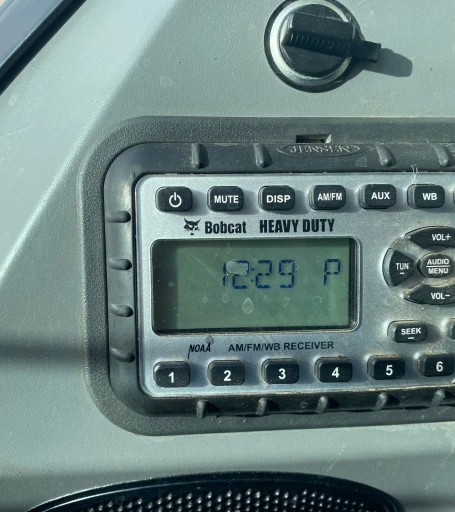 JENSEN
MUTE DISP AM/FM AUX WB
Bobcat HEAVY DUTY
VOL+
12:29 P
TUN - AUDIO MENU
VOL-
SEEK -
NOAA AM/FM/WB RECEIVER
1 2 3 4 5 6